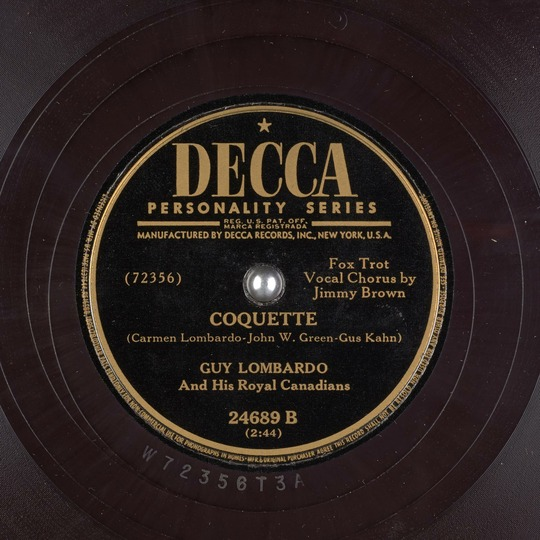 DECCA
PERSONALITY SERIES
REG. U.S. PAT. OFF.
MARCA REGISTRADA
MANUFACTURED BY DECCA RECORDS, INC., NEW YORK, U.S.A.
(72356)
Fox Trot
Vocal Chorus by
Jimmy Brown
COQUETTE
(Carmen Lombardo-John W. Green-Gus Kahn)
GUY LOMBARDO
And His Royal Canadians
24689 B
(2:44)
W72356T3A